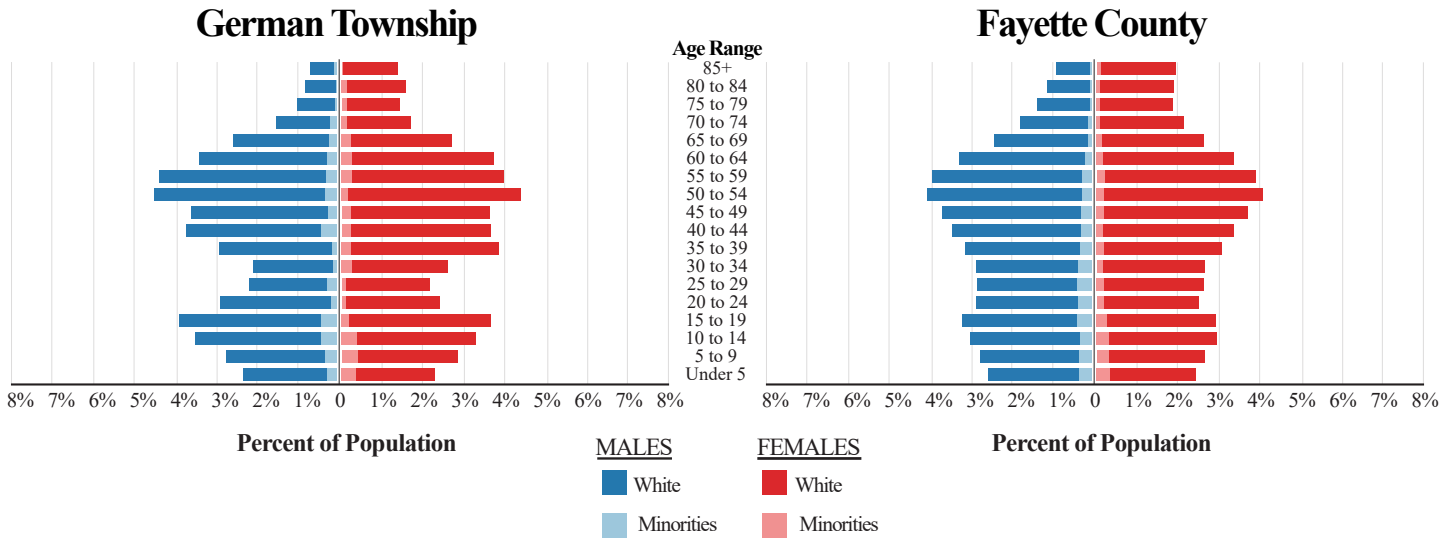 German Township
Fayette County
Age Range
85+
80 to 84
75 to 79
70 to 74
65 to 69
60 to 64
55 to 59
50 to 54
45 to 49
40 to 44
35 to 39
30 to 34
25 to 29
20 to 24
15 to 19
10 to 14
5 to 9
Under 5
8% 7% 6% 5% 4% 2% 1% 0 1% 2% 3% 4% 5% 6% 7% 8%
8% 7% 6% 5% 4% 2% 1% 0 1% 2% 3% 4% 5% 6% 7% 8%
Percent of Population
Percent of Population
MALES
FEMALES
White
White
Minorities
Minorities